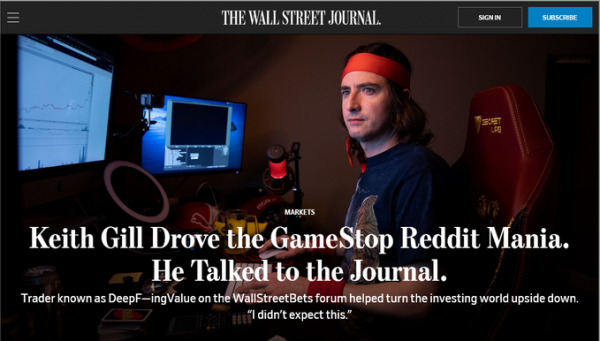 THE WALL STREET JOURNAL.
SIGN IN
SUBSCRIBE
SECRET
LAB
MARKETS
Keith Gill Drove the GameStop Reddit Mania.
He Talked to the Journal.
Trader known as DeepF—ingValue on the WallStreetBets forum helped turn the investing world upside down.
“I didn’t expect this.”